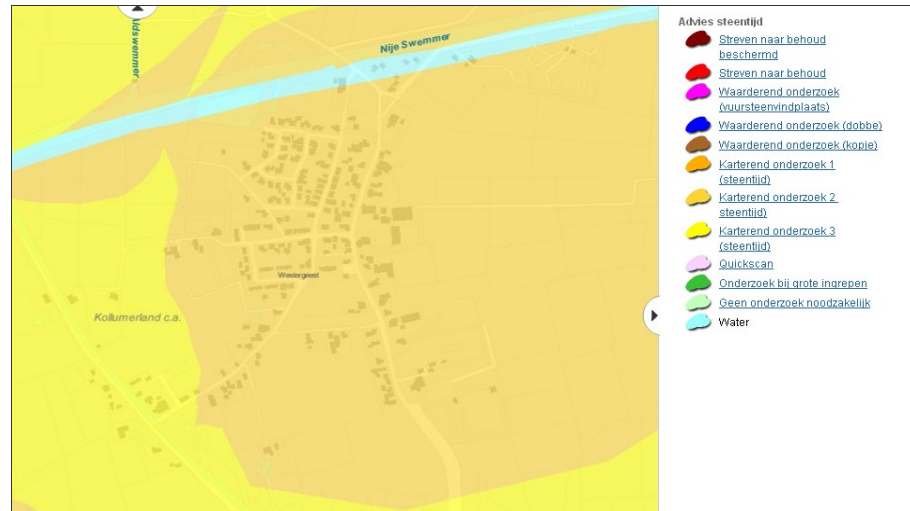 Nije Swemmer
Westergeest
Kollumerland c.a.
Advies steentijd
Streven naar behoud
beschermd
Streven naar behoud
Waarderend onderzoek
(vuursteenvindplaats)
Waarderend onderzoek (dobbe)
Waarderend onderzoek (kopje)
Karterend onderzoek 1
(steentijd)
Karterend onderzoek 2
steentijd)
Karterend onderzoek 3
(steentijd)
Quickscan
Onderzoek bij grote ingrepen
Geen onderzoek noodzakelijk
Water